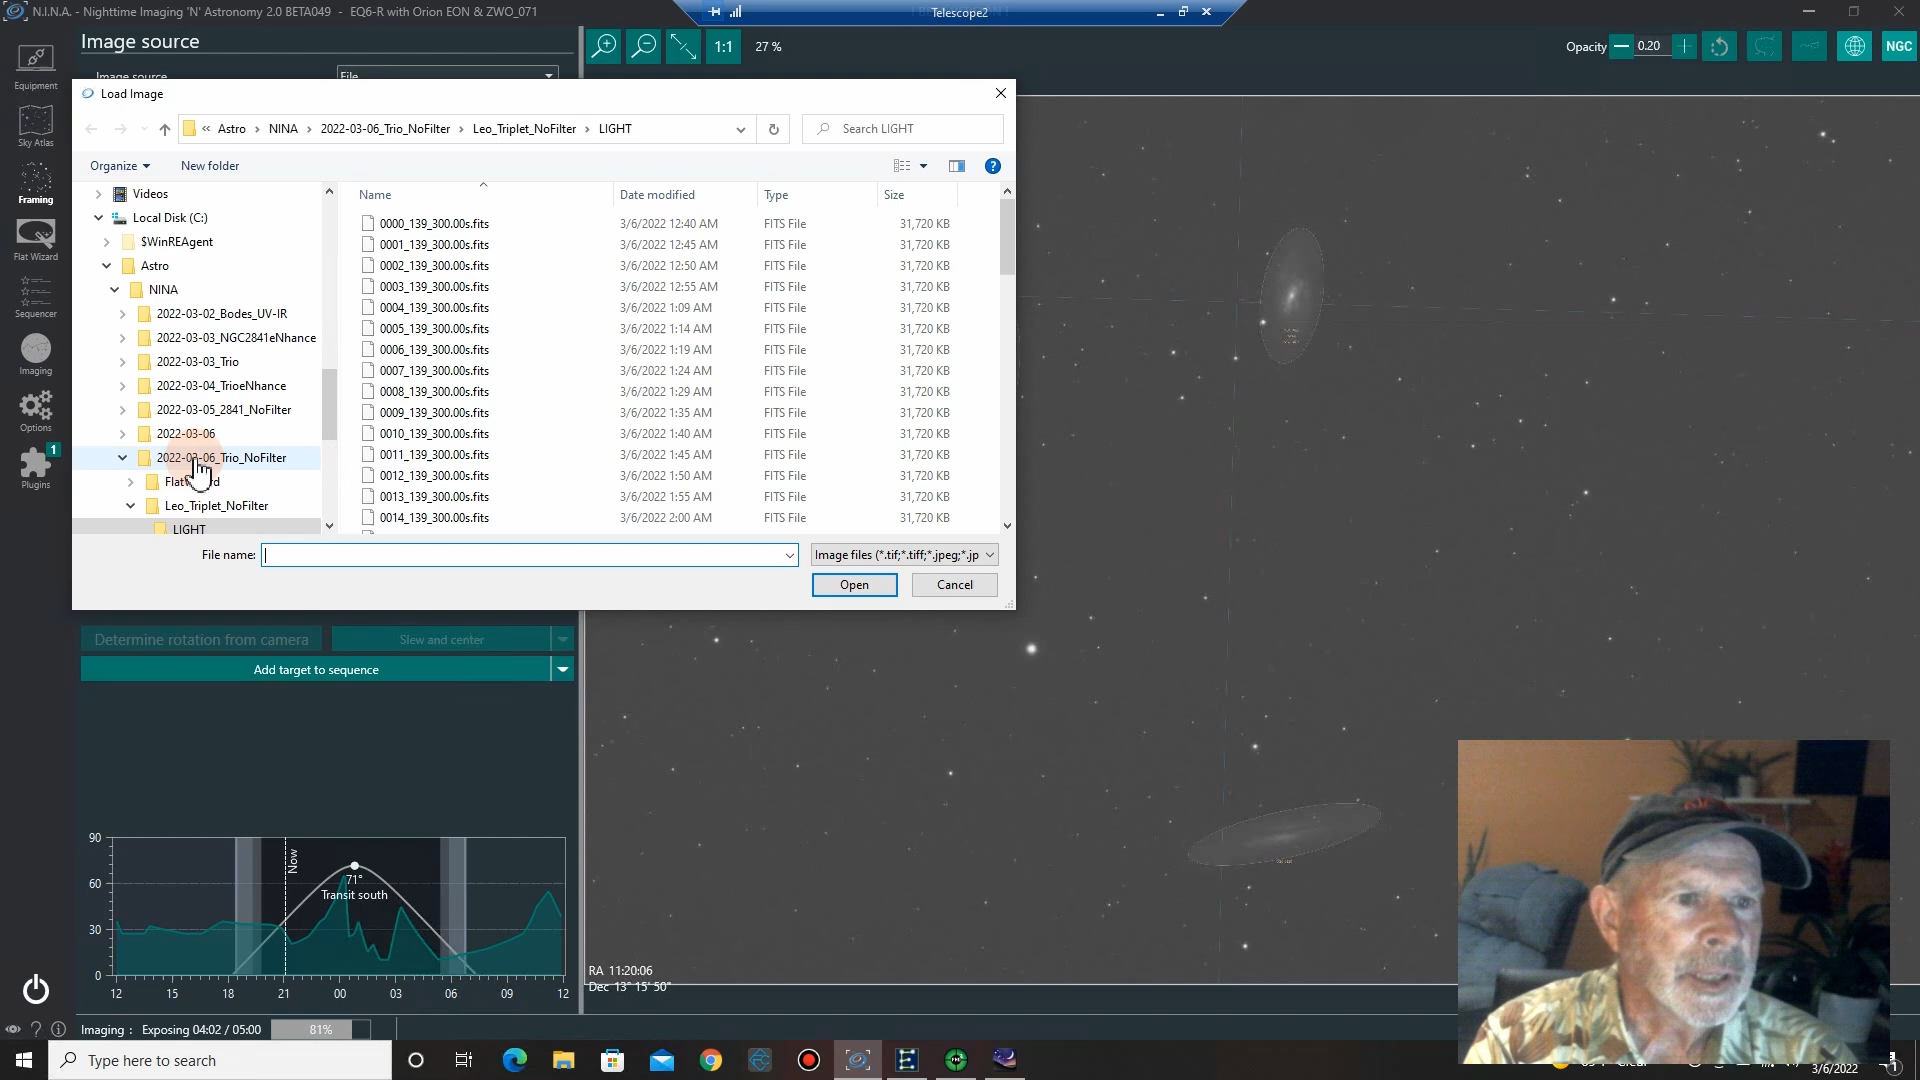 N.I.N.A. - Nighttime Imaging 'N' Astronomy 2.0 BETA049 - EQ6-R with Orion EON & ZWO_071
Telescope2
Image source
1:1
27 %
Opacity
0.20
NGC
Image source
File
Equipment
Sky Atlas
Framing
Flat Wizard
Sequencer
Imaging
Options
1
Plugins
Load Image
« Astro › NINA › 2022-03-06_Trio_NoFilter › Leo_Triplet_NoFilter › LIGHT
Search LIGHT
Organize
New folder
Videos
Local Disk (C:)
$WinREAgent
Astro
NINA
2022-03-02_Bodes_UV-IR
2022-03-03_NGC2841eNhance
2022-03-03_Trio
2022-03-04_TrioeNhance
2022-03-05_2841_NoFilter
2022-03-06
2022-03-06_Trio_NoFilter
Leo_Triplet_NoFilter
LIGHT
Name Date modified Type Size
0000_139_300.00s.fits 3/6/2022 12:40 AM FITS File 31,720 KB
0001_139_300.00s.fits 3/6/2022 12:45 AM FITS File 31,720 KB
0002_139_300.00s.fits 3/6/2022 12:50 AM FITS File 31,720 KB
0003_139_300.00s.fits 3/6/2022 12:55 AM FITS File 31,720 KB
0004_139_300.00s.fits 3/6/2022 1:09 AM FITS File 31,720 KB
0005_139_300.00s.fits 3/6/2022 1:14 AM FITS File 31,720 KB
0006_139_300.00s.fits 3/6/2022 1:19 AM FITS File 31,720 KB
0007_139_300.00s.fits 3/6/2022 1:24 AM FITS File 31,720 KB
0008_139_300.00s.fits 3/6/2022 1:29 AM FITS File 31,720 KB
0009_139_300.00s.fits 3/6/2022 1:35 AM FITS File 31,720 KB
0010_139_300.00s.fits 3/6/2022 1:40 AM FITS File 31,720 KB
0011_139_300.00s.fits 3/6/2022 1:45 AM FITS File 31,720 KB
0012_139_300.00s.fits 3/6/2022 1:50 AM FITS File 31,720 KB
0013_139_300.00s.fits 3/6/2022 1:55 AM FITS File 31,720 KB
0014_139_300.00s.fits 3/6/2022 2:00 AM FITS File 31,720 KB
File name:
Image files (*.tif;*.tiff;*.jpeg;*.jp
Open
Cancel
Determine rotation from camera
Slew and center
Add target to sequence
90
60
30
0
Now
71°
Transit south
12 15 18 21 00 03 06 09 12
RA 11:20:06
Dec 13° 15' 50"
Imaging : Exposing 04:02 / 05:00
81%
Type here to search
3/6/2022
1